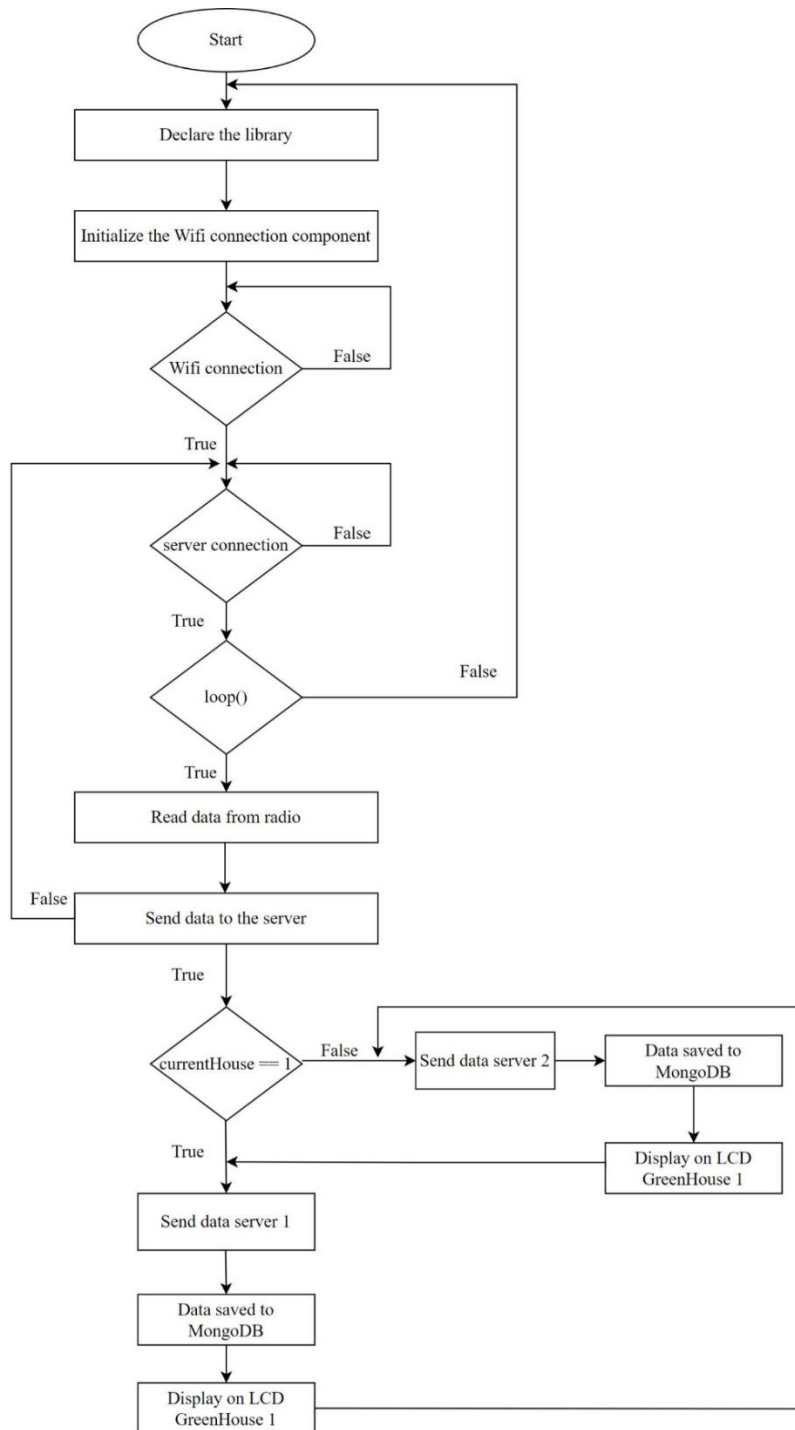 Start
Declare the library
Initialize the Wifi connection component
Wifi connection
False
True
server connection
False
True
loop()
False
True
Read data from radio
Send data to the server
False
True
currentHouse == 1
False
Send data server 2
Data saved to
MongoDB
Display on LCD
GreenHouse 1
True
Send data server 1
Data saved to
MongoDB
Display on LCD
GreenHouse 1